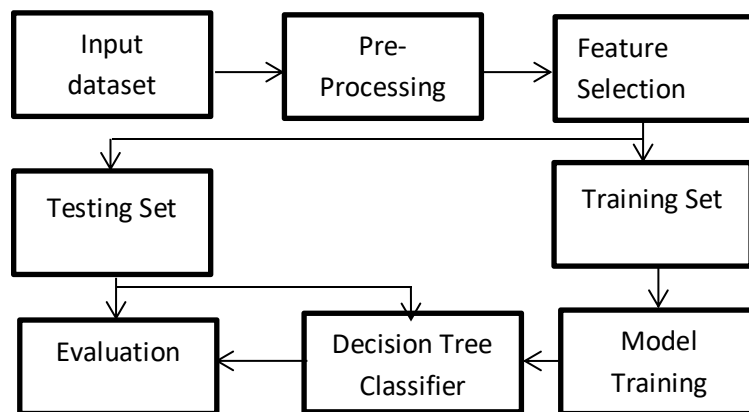 Input
dataset
Pre-
Processing
Feature
Selection
Testing Set
Training Set
Evaluation
Decision Tree
Classifier
Model
Training